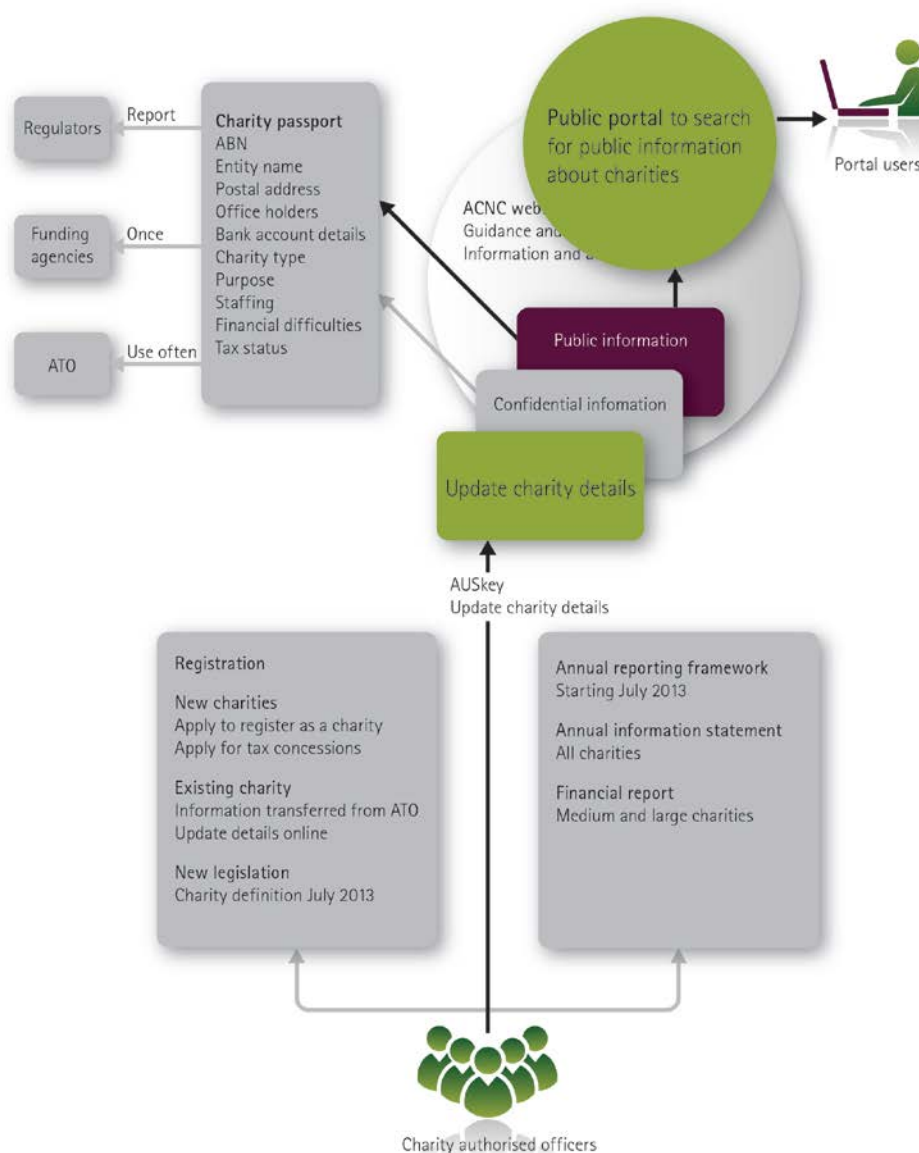 Regulators
Report
Funding
agencies
Once
ATO
Use often
Charity passport
ABN
Entity name
Postal address
Office holders
Bank account details
Charity type
Purpose
Staffing
Financial difficulties
Tax status
Public portal to search
for public information
about charities
Portal users
ACNC web
Guidance and
Information and
Public information
Confidential infomation
Update charity details
AUSkey
Update charity details
Registration
New charities
Apply to register as a charity
Apply for tax concessions
Existing charity
Information transferred from ATO
Update details online
New legislation
Charity definition July 2013
Annual reporting framework
Starting July 2013
Annual information statement
All charities
Financial report
Medium and large charities
Charity authorised officers